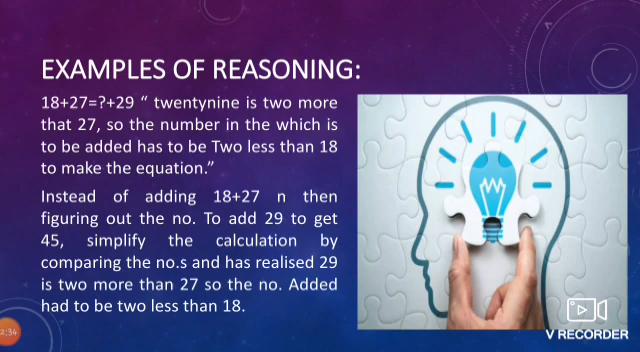 EXAMPLES OF REASONING:
18+27=?+29 “ twentynine is two more
that 27, so the number in the which is
to be added has to be Two less than 18
to make the equation.”
Instead of adding 18+27 n then
figuring out the no. To add 29 to get
45, simplify the calculation by
comparing the no.s and has realised 29
is two more than 27 so the no. Added
had to be two less than 18.
2:34
V RECORDER